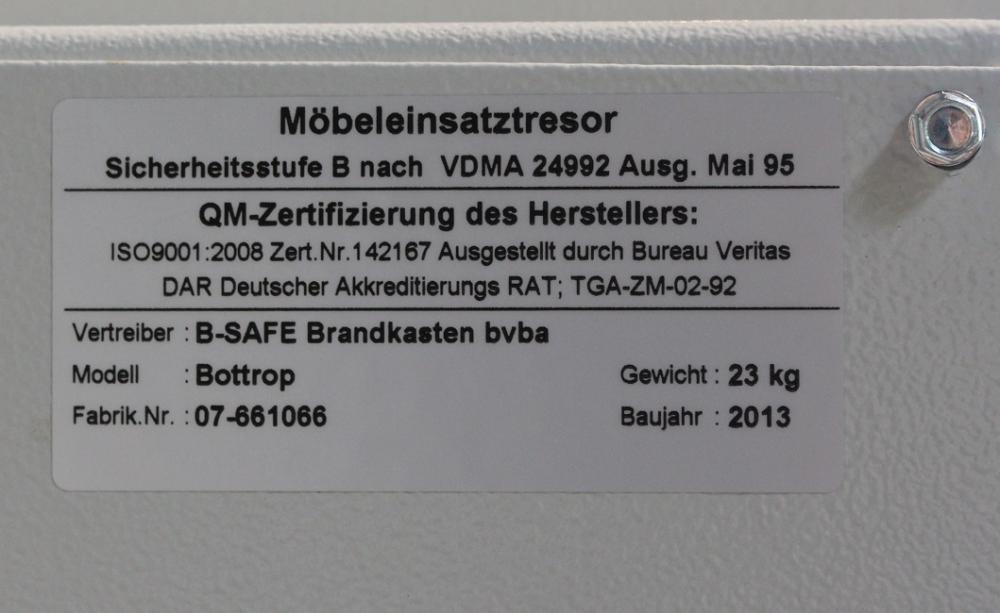 Möbeleinsatztresor
Sicherheitsstufe B nach VDMA 24992 Ausg. Mai 95
QM-Zertifizierung des Herstellers:
ISO9001:2008 Zert.Nr.142167 Ausgestellt durch Bureau Veritas
DAR Deutscher Akkreditierungs RAT; TGA-ZM-02-92
Vertreiber : B-SAFE Brandkasten bvba
Modell : Bottrop Gewicht : 23 kg
Fabrik.Nr. : 07-661066 Baujahr : 2013